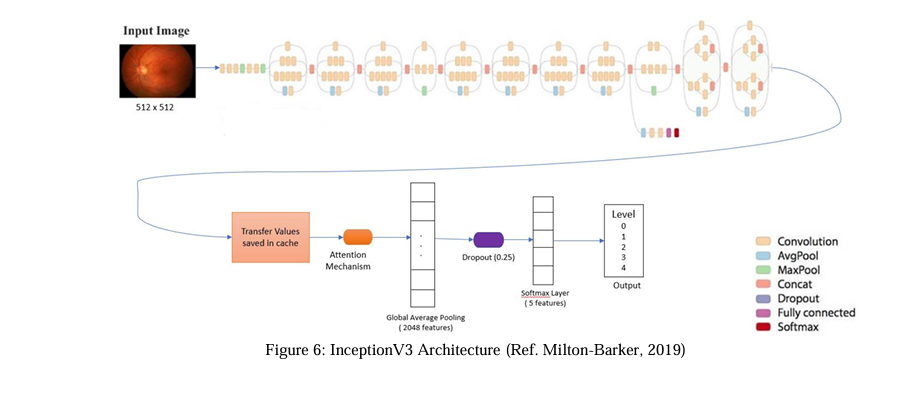 Input Image
512 x 512
Transfer Values
saved in cache
Attention
Mechanism
Global Average Pooling
( 2048 features)
Dropout (0.25)
Softmax Layer
( 5 features)
Level
0
1
2
3
4
Output
Convolution
AvgPool
MaxPool
Concat
Dropout
Fully connected
Softmax
Figure 6: InceptionV3 Architecture (Ref. Milton-Barker, 2019)